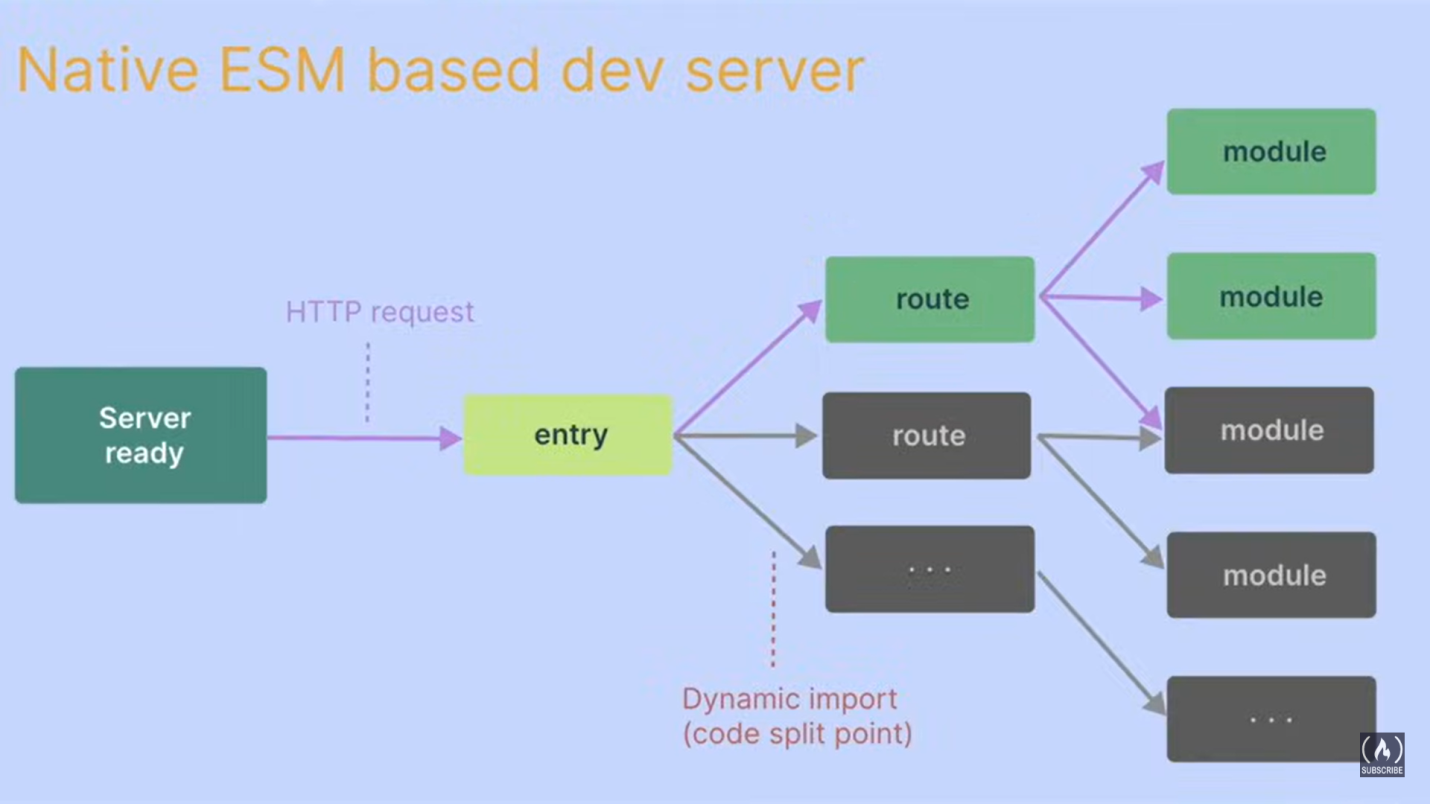 Native ESM based dev server
module
HTTP request
route
module
Server
ready
entry
route
module
. . .
module
Dynamic import
(code split point)
. . .
SUBSCRIBE